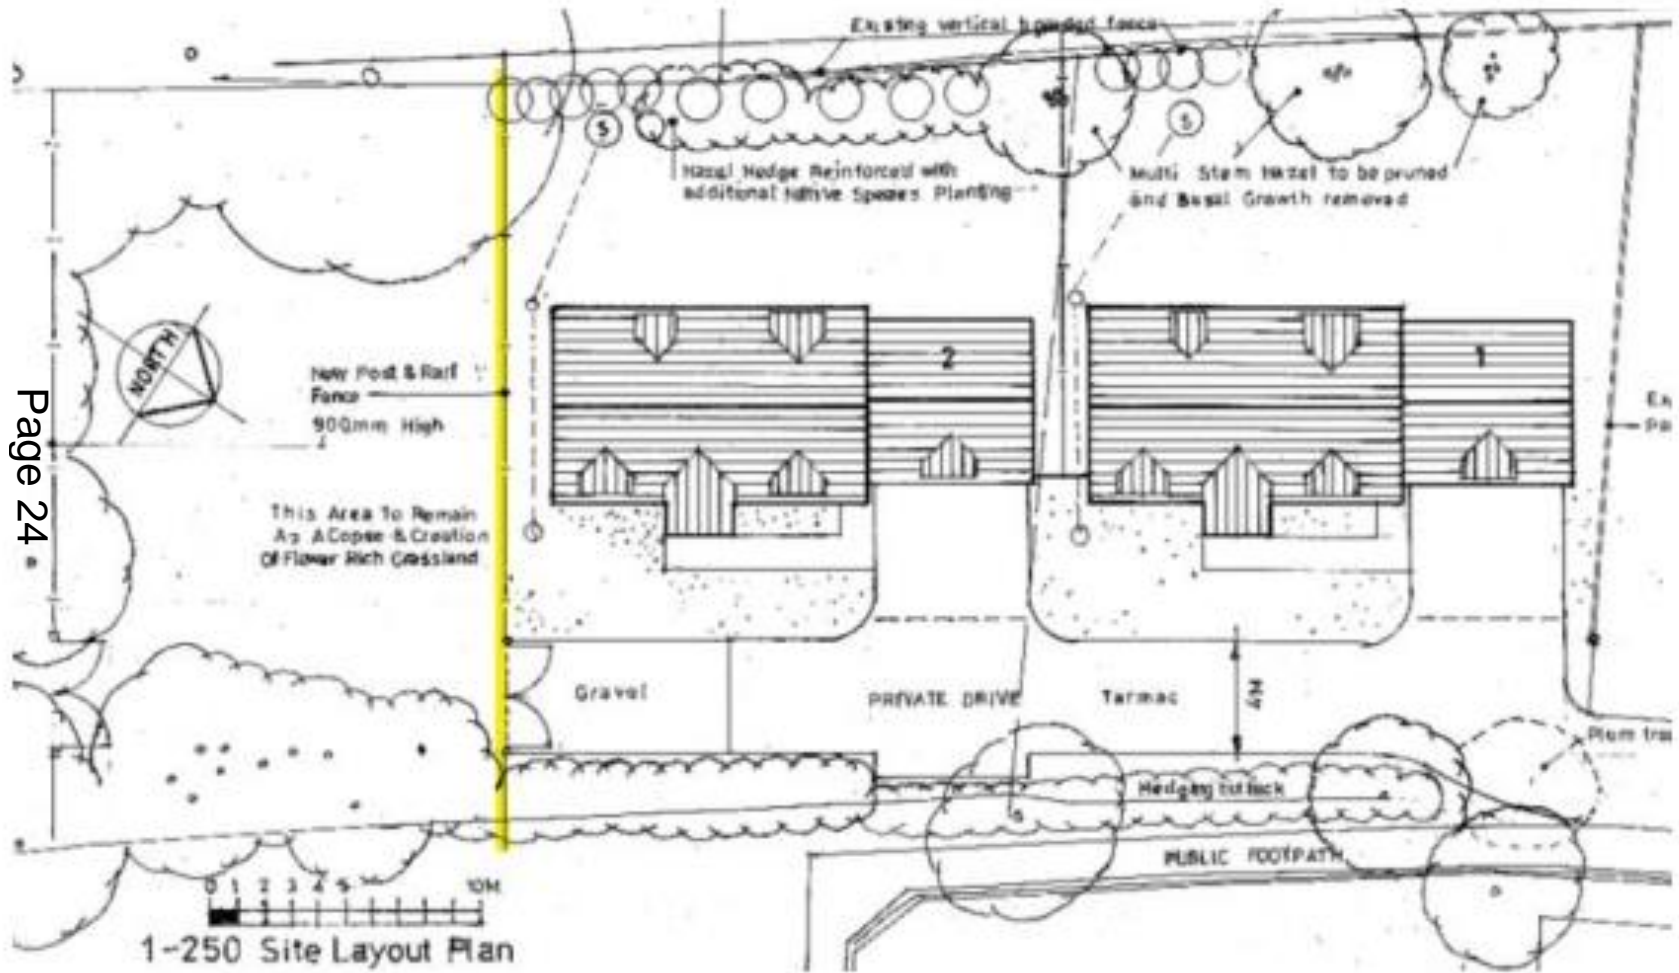 Existing vertical boarded fence
S
S
Hazel Hedge Reinforced with
additional Native Species Planting
Multi Stem Hazel to be pruned
and Basal Growth removed
NORTH
2
1
New Post & Rail
Fence
900mm High
This Area To Remain
As A Copse & Creation
Of Flower Rich Grassland
Page 24
Gravel
PRIVATE DRIVE
Tarmac
4M
Plum
Hedging cut back
PUBLIC FOOTPATH
0 1 2 3 4 5 10M
1-250 Site Layout Plan